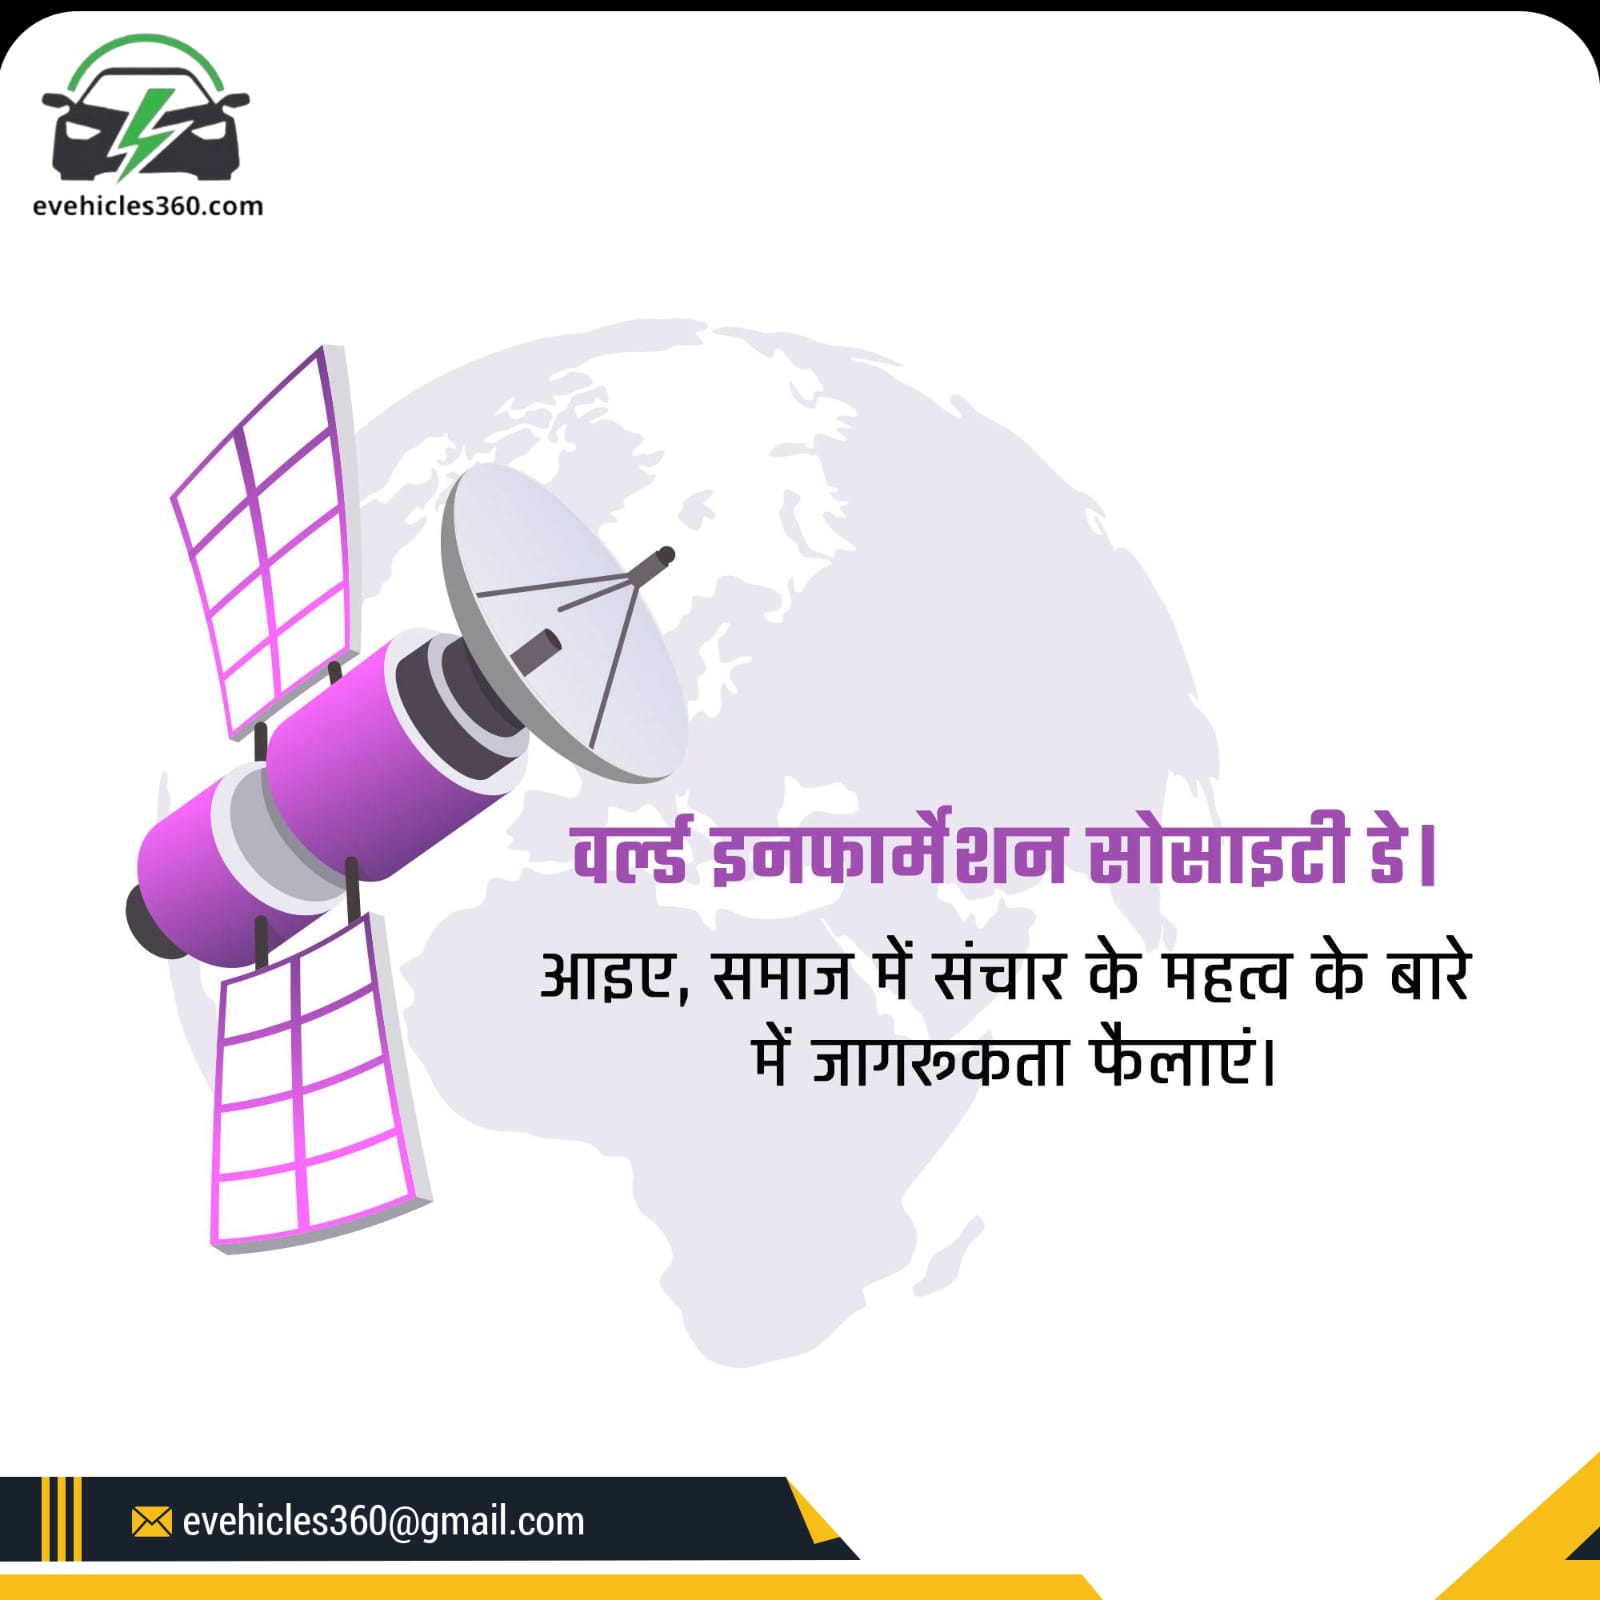 evehicles360.com
वर्ल्ड इनफार्मेशन सोसाइटी डे।
आइए, समाज में संचार के महत्व के बारे
में जागरूकता फैलाएं।
evehicles360@gmail.com